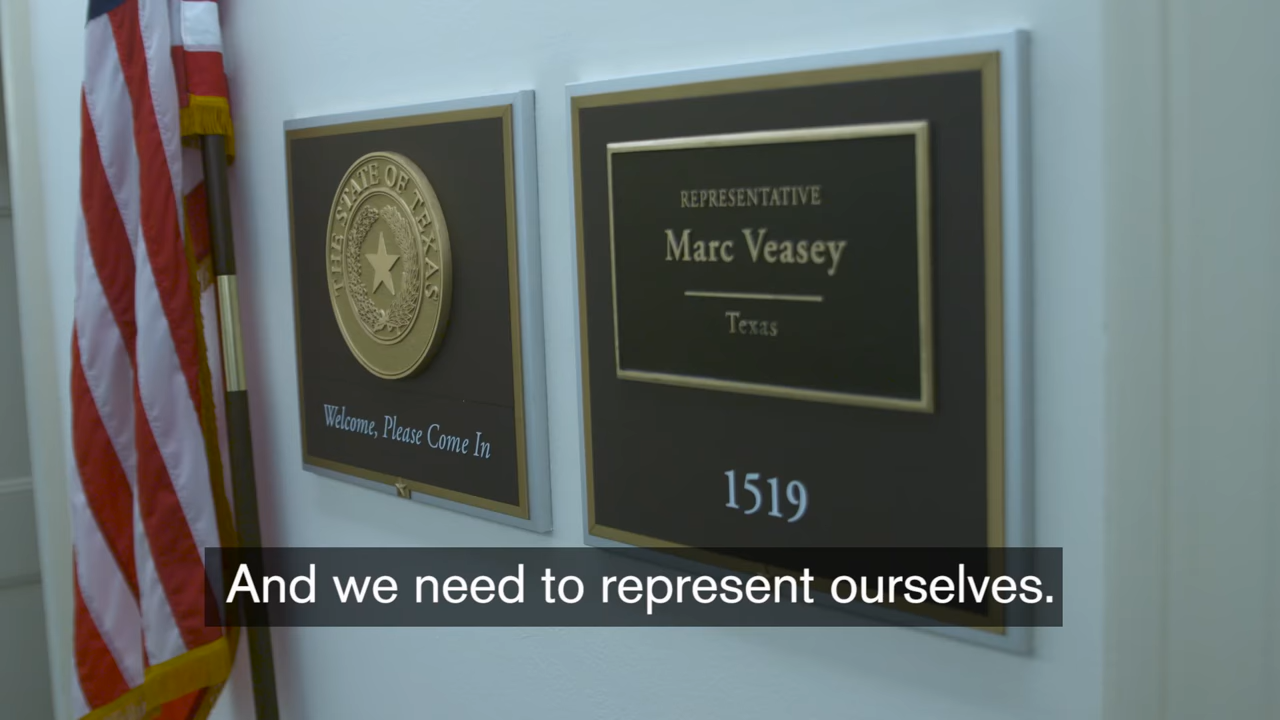 THE STATE OF TEXAS
Welcome, Please Come In
REPRESENTATIVE
Marc Veasey
Texas
1519
And we need to represent ourselves.